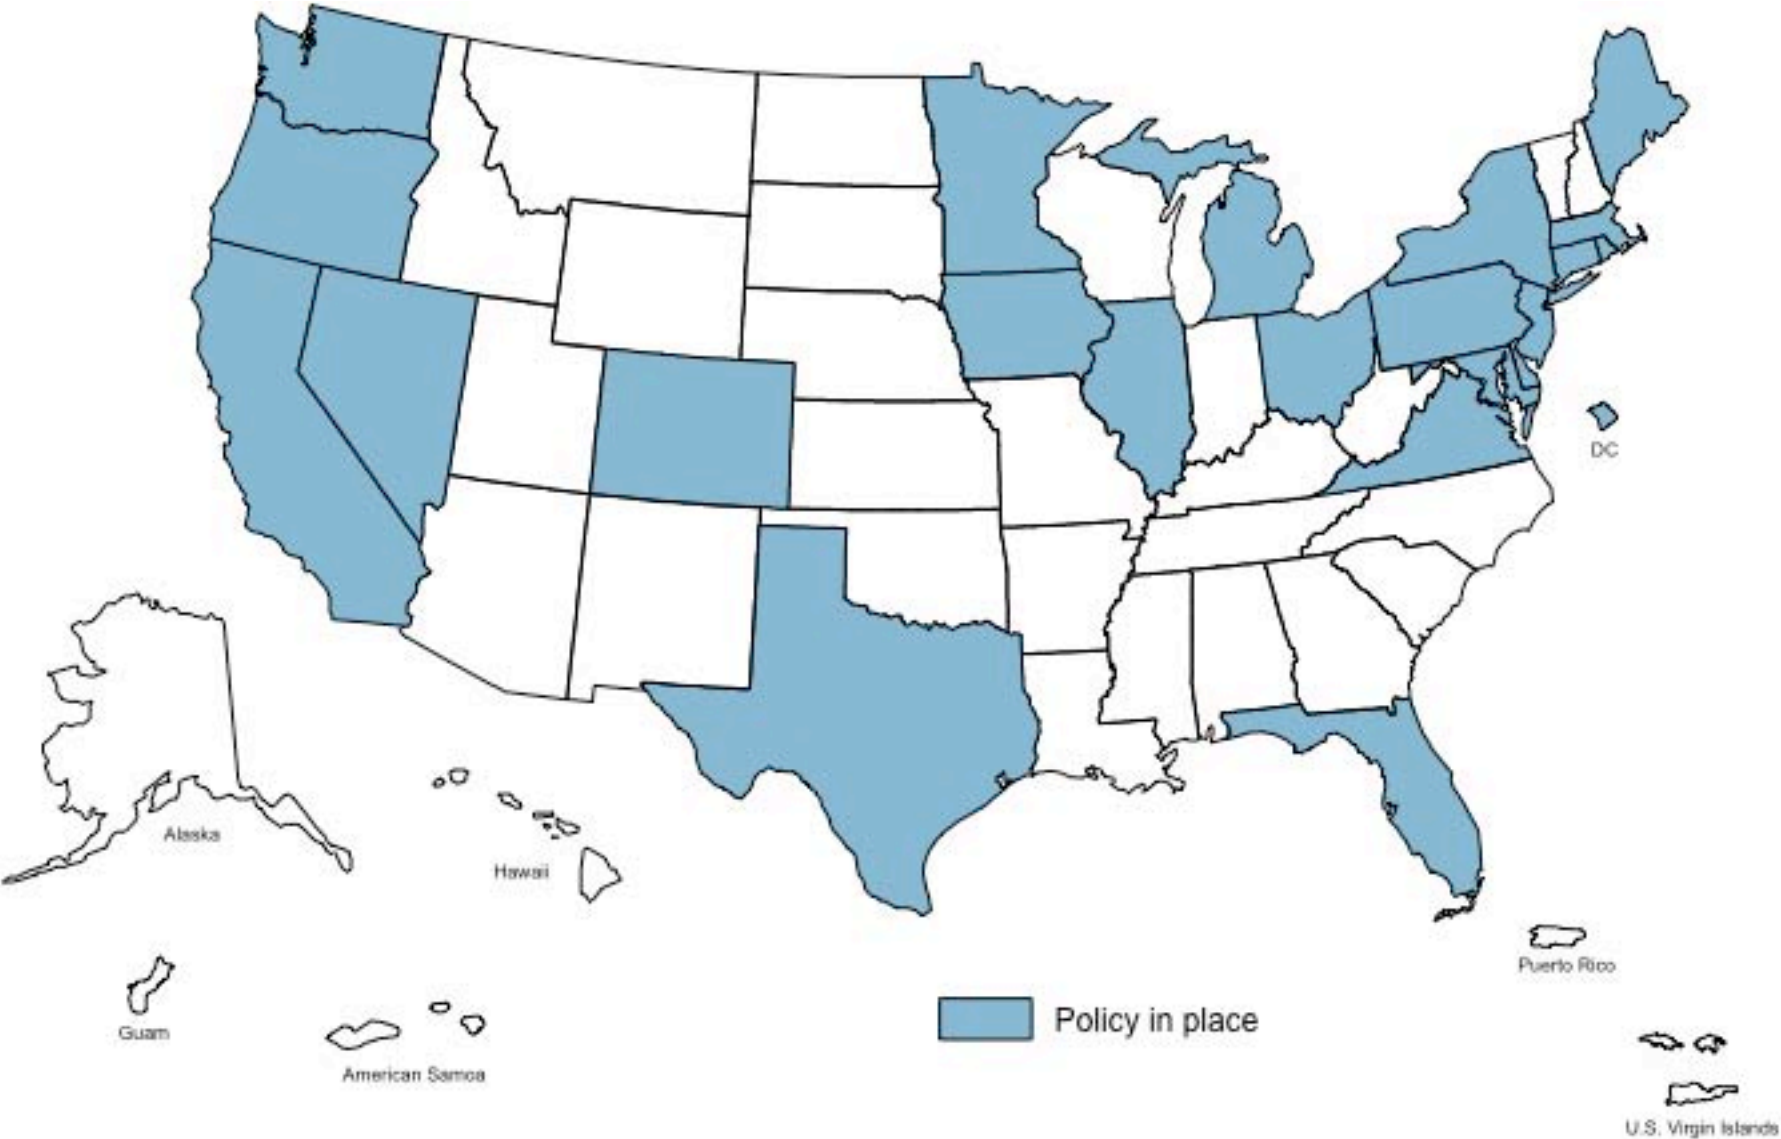 DC
Alaska
Hawaii
Puerto Rico
Guam
Policy in place
American Samoa
U.S. Virgin Islands